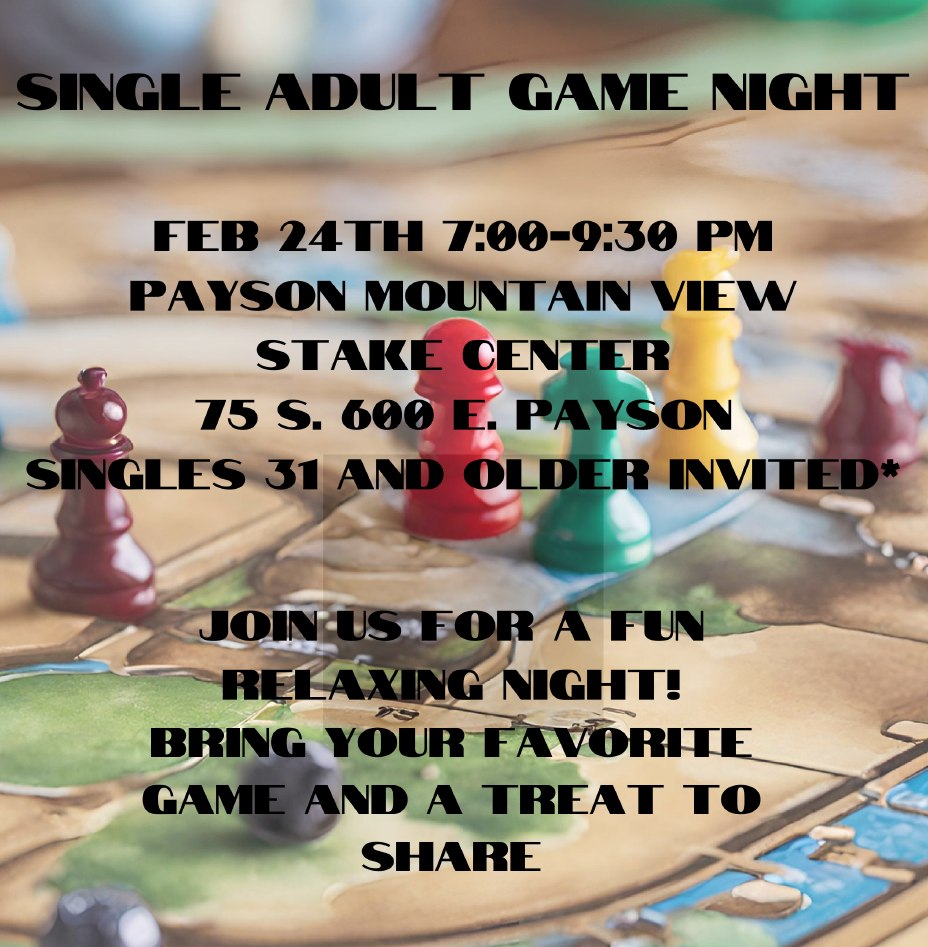 SINGLE ADULT GAME NIGHT
FEB 24TH 7:00-9:30 PM
PAYSON MOUNTAIN VIEW
STAKE CENTER
75 S. 600 E. PAYSON
SINGLES 31 AND OLDER INVITED*
JOIN US FOR A FUN
RELAXING NIGHT!
BRING YOUR FAVORITE
GAME AND A TREAT TO
SHARE